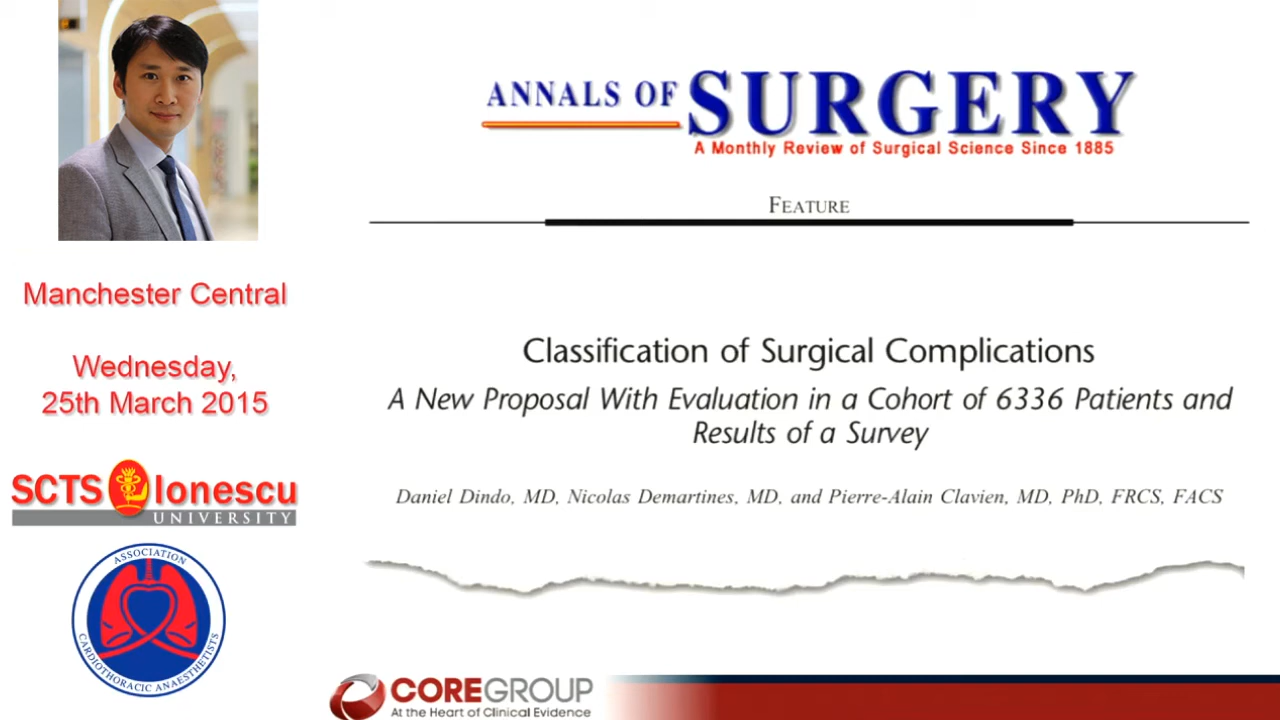 Manchester Central
Wednesday,
25th March 2015
SCTS Ionescu
UNIVERSITY
ASSOCIATION
CARDIOTHORACIC ANAESTHETISTS
ANNALS OF SURGERY
A Monthly Review of Surgical Science Since 1885
FEATURE
Classification of Surgical Complications
A New Proposal With Evaluation in a Cohort of 6336 Patients and
Results of a Survey
Daniel Dindo, MD, Nicolas Demartines, MD, and Pierre-Alain Clavien, MD, PhD, FRCS, FACS
COREGROUP
At the Heart of Clinical Evidence